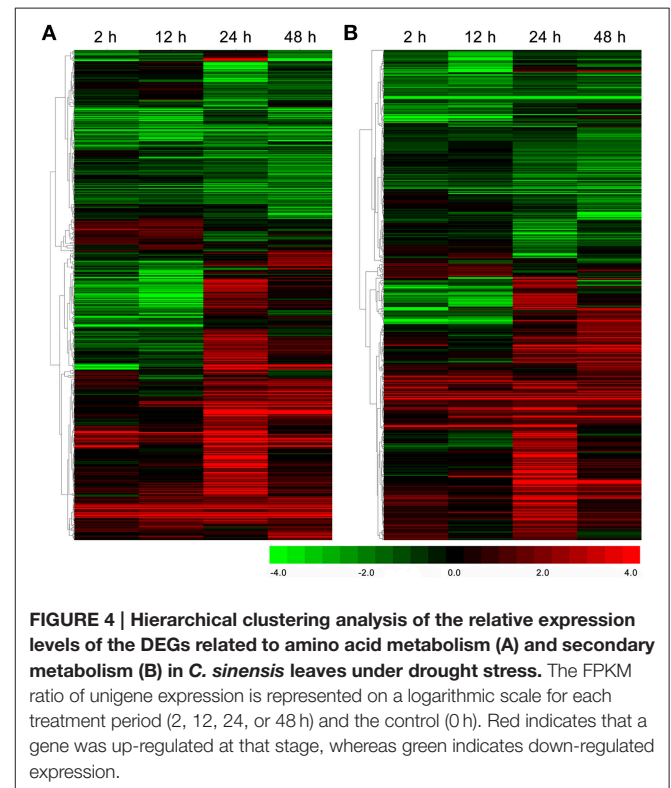 A 2 h 12 h 24 h 48 h B 2 h 12 h 24 h 48 h
-4.0 -2.0 0.0 2.0 4.0
FIGURE 4 | Hierarchical clustering analysis of the relative expression
levels of the DEGs related to amino acid metabolism (A) and secondary
metabolism (B) in C. sinensis leaves under drought stress. The FPKM
ratio of unigene expression is represented on a logarithmic scale for each
treatment period (2, 12, 24, or 48 h) and the control (0 h). Red indicates that a
gene was up-regulated at that stage, whereas green indicates down-regulated
expression.